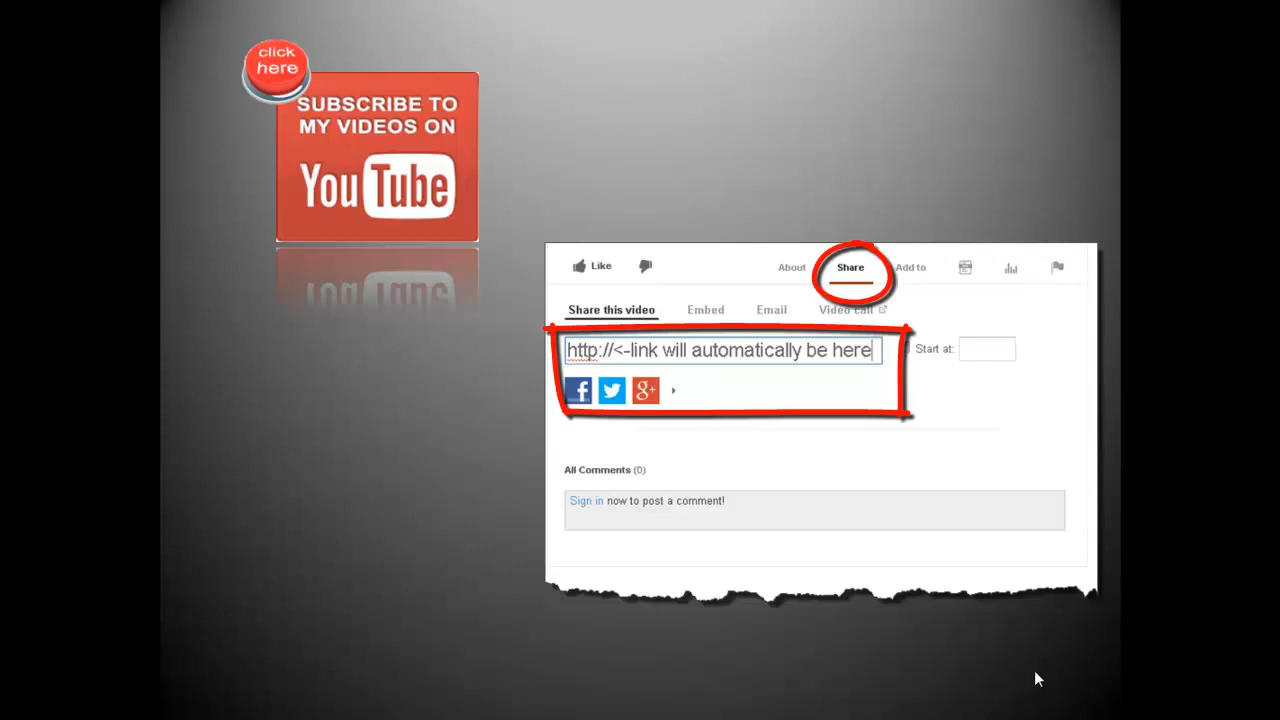 click
here
SUBSCRIBE TO
MY VIDEOS ON
YouTube
Like
About
Share
Add to
Share this video
Embed
Email
Video call
http://<-link will automatically be here
Start at:
f
g+
All Comments (0)
Sign in now to post a comment!